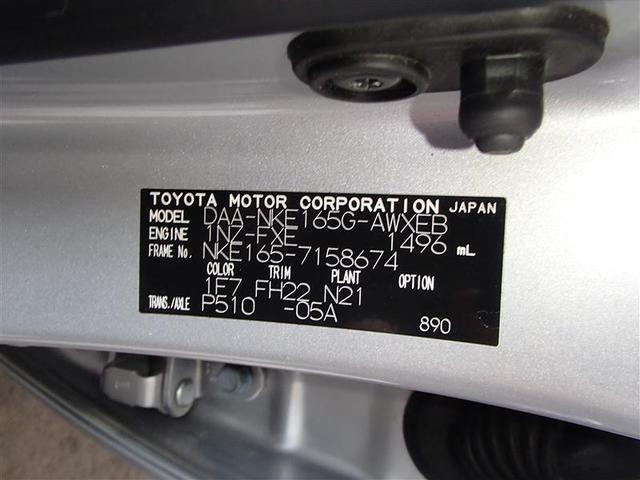 TOYOTA MOTOR CORPORATION JAPAN
MODEL DAA-NKE165G-AWXEB
ENGINE 1NZ-FXE 1496 mL
FRAME No. NKE165-7158674
COLOR TRIM PLANT OPTION
1F7 FH22 N21
TRANS./AXLE P510 -05A
890